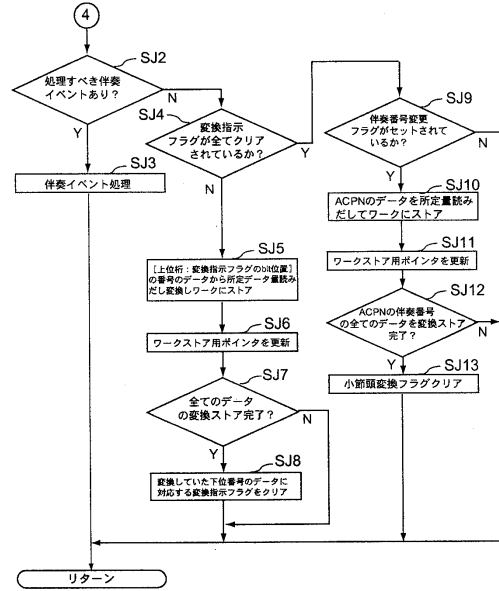 4
SJ2
処理すべき伴奏
イベントあり？
N
Y
SJ3
伴奏イベント処理
SJ4
変換指示
フラグが全てクリア
されているか？
Y
N
SJ5
［上位桁：変換指示フラグのbit位置］
の番号のデータから所定データ量読み
だし変換しワークにストア
SJ6
ワークストア用ポインタを更新
SJ7
全てのデータ
の変換ストア完了？
N
Y
SJ8
変換していた下位番号のデータに
対応する変換指示フラグをクリア
SJ9
伴奏番号変更
フラグがセットされて
いるか？
N
Y
SJ10
ACPNのデータを所定量読み
だしてワークにストア
SJ11
ワークストア用ポインタを更新
SJ12
ACPNの伴奏番号
の全てのデータを変換ストア
完了？
N
Y
SJ13
小節頭変換フラグクリア
リターン